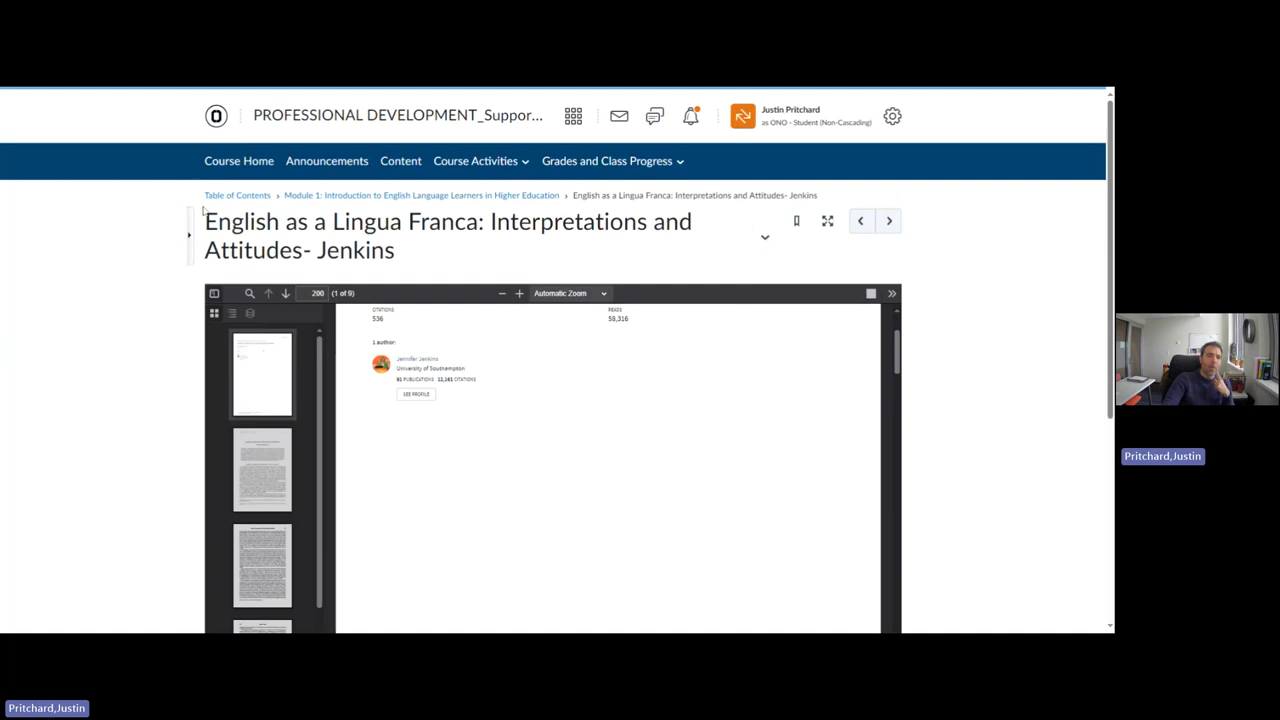 PROFESSIONAL DEVELOPMENT_Suppor...
Justin Pritchard
as ONO - Student (Non-Cascading)
Course Home Announcements Content Course Activities Grades and Class Progress
Table of Contents › Module 1: Introduction to English Language Learners in Higher Education › English as a Lingua Franca: Interpretations and Attitudes- Jenkins
English as a Lingua Franca: Interpretations and
Attitudes- Jenkins
200 (1 of 9) Automatic Zoom
CITATIONS READS
536 58,316
1 author:
Jennifer Jenkins
University of Southampton
SEE PROFILE
Pritchard,Justin
Pritchard,Justin